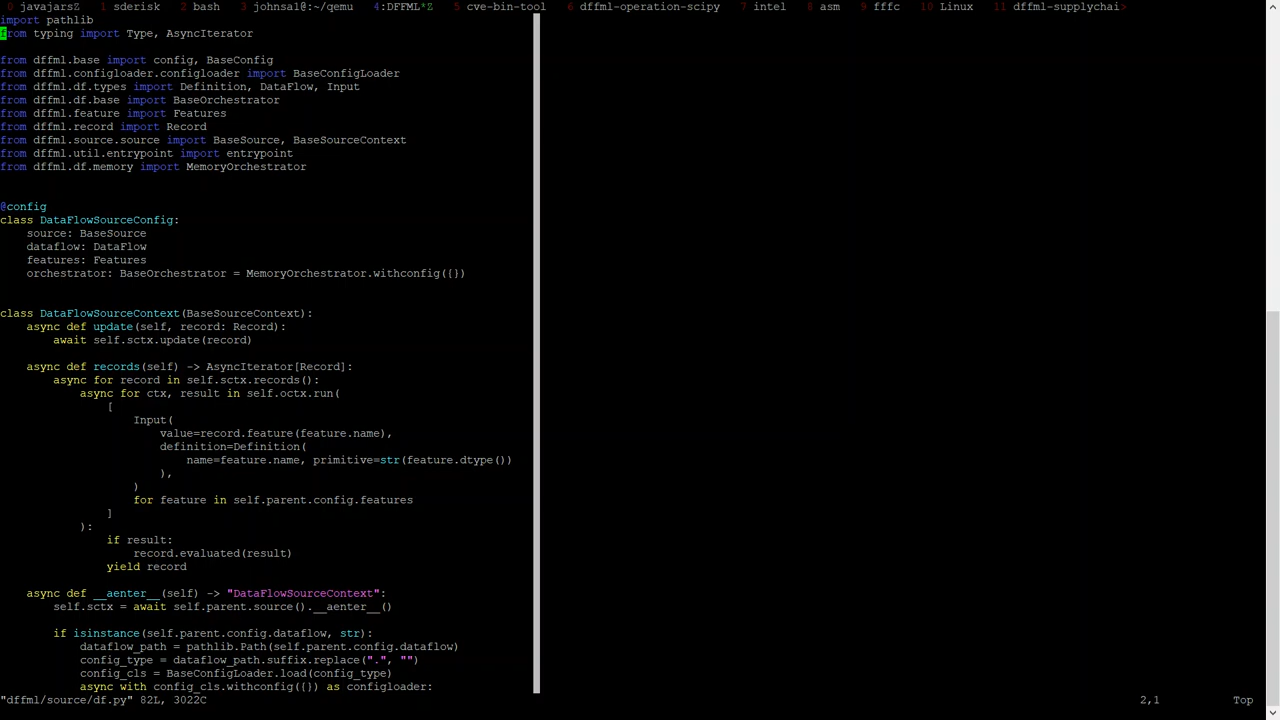 0 javajarsZ  1 sderisk  2 bash  3 johnsal@:~/qemu  4:DFFML*Z  5 cve-bin-tool  6 dffml-operation-scipy  7 intel  8 asm  9 fffc  10 Linux  11 dffml-supplychai>
import pathlib
from typing import Type, AsyncIterator
from dffml.base import config, BaseConfig
from dffml.configloader.configloader import BaseConfigLoader
from dffml.df.types import Definition, DataFlow, Input
from dffml.df.base import BaseOrchestrator
from dffml.feature import Features
from dffml.record import Record
from dffml.source.source import BaseSource, BaseSourceContext
from dffml.util.entrypoint import entrypoint
from dffml.df.memory import MemoryOrchestrator
@config
class DataFlowSourceConfig:
    source: BaseSource
    dataflow: DataFlow
    features: Features
    orchestrator: BaseOrchestrator = MemoryOrchestrator.withconfig({})
class DataFlowSourceContext(BaseSourceContext):
    async def update(self, record: Record):
        await self.sctx.update(record)
    async def records(self) -> AsyncIterator[Record]:
        async for record in self.sctx.records():
            async for ctx, result in self.octx.run(
                [
                    Input(
                        value=record.feature(feature.name),
                        definition=Definition(
                            name=feature.name, primitive=str(feature.dtype())
                        ),
                    )
                    for feature in self.parent.config.features
                ]
            ):
                if result:
                    record.evaluated(result)
                yield record
    async def __aenter__(self) -> "DataFlowSourceContext":
        self.sctx = await self.parent.source().__aenter__()
        if isinstance(self.parent.config.dataflow, str):
            dataflow_path = pathlib.Path(self.parent.config.dataflow)
            config_type = dataflow_path.suffix.replace(".", "")
            config_cls = BaseConfigLoader.load(config_type)
            async with config_cls.withconfig({}) as configloader:
"dffml/source/df.py" 82L, 3022C  2,1  Top